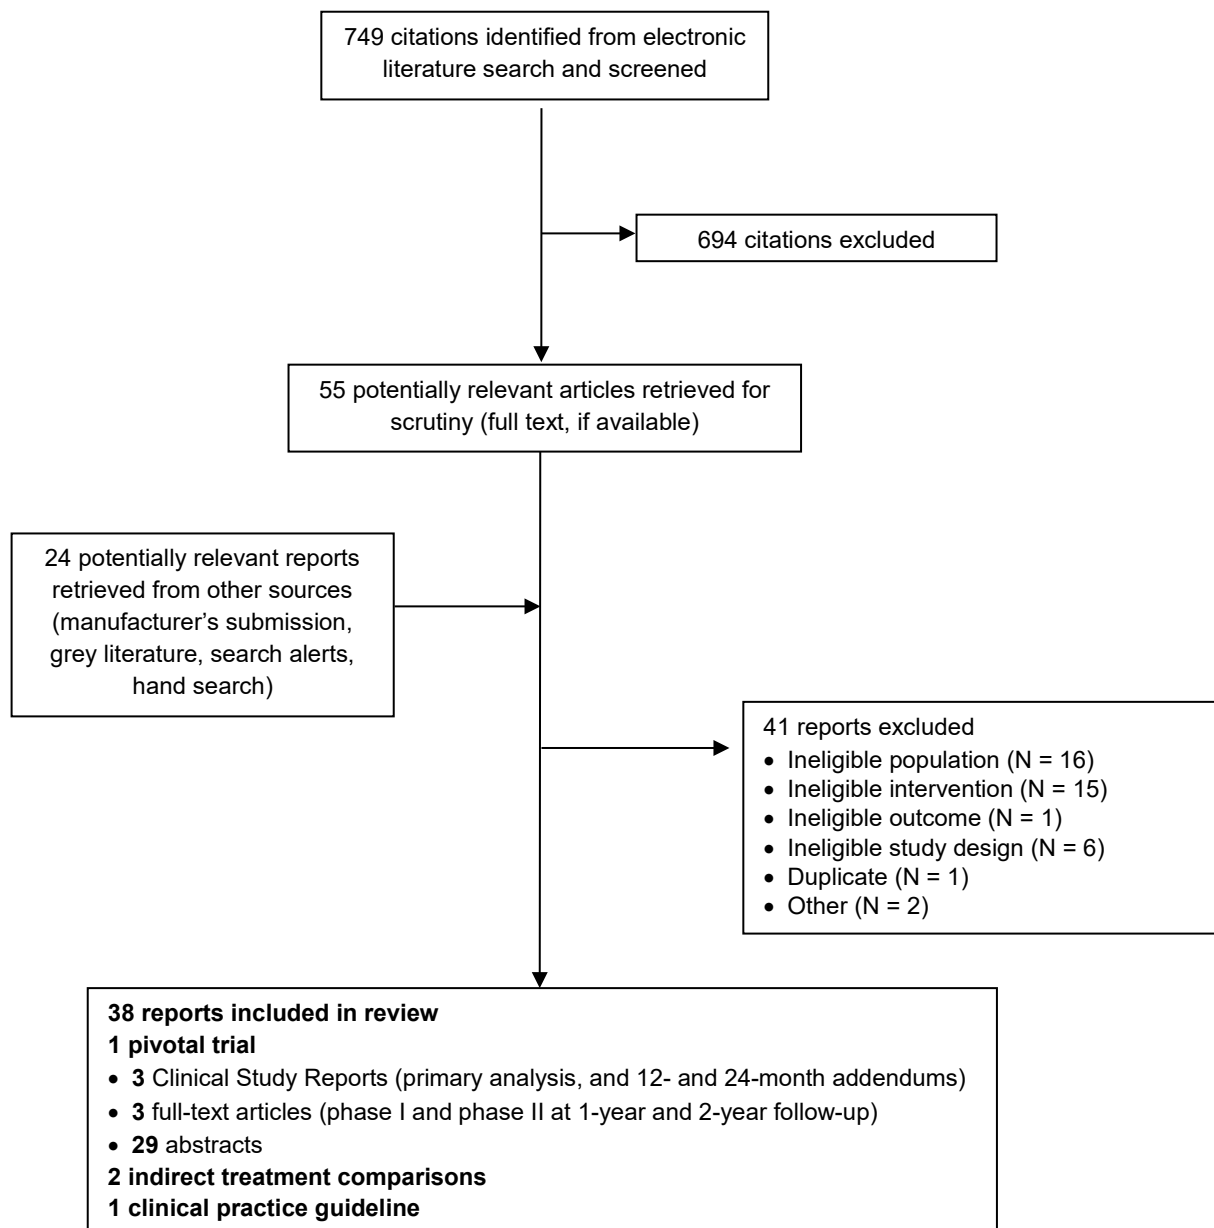 749 citations identified from electronic
literature search and screened
694 citations excluded
55 potentially relevant articles retrieved for
scrutiny (full text, if available)
24 potentially relevant reports
retrieved from other sources
(manufacturer’s submission,
grey literature, search alerts,
hand search)
41 reports excluded
• Ineligible population (N = 16)
• Ineligible intervention (N = 15)
• Ineligible outcome (N = 1)
• Ineligible study design (N = 6)
• Duplicate (N = 1)
• Other (N = 2)
38 reports included in review
1 pivotal trial
• 3 Clinical Study Reports (primary analysis, and 12- and 24-month addendums)
• 3 full-text articles (phase I and phase II at 1-year and 2-year follow-up)
• 29 abstracts
2 indirect treatment comparisons
1 clinical practice guideline